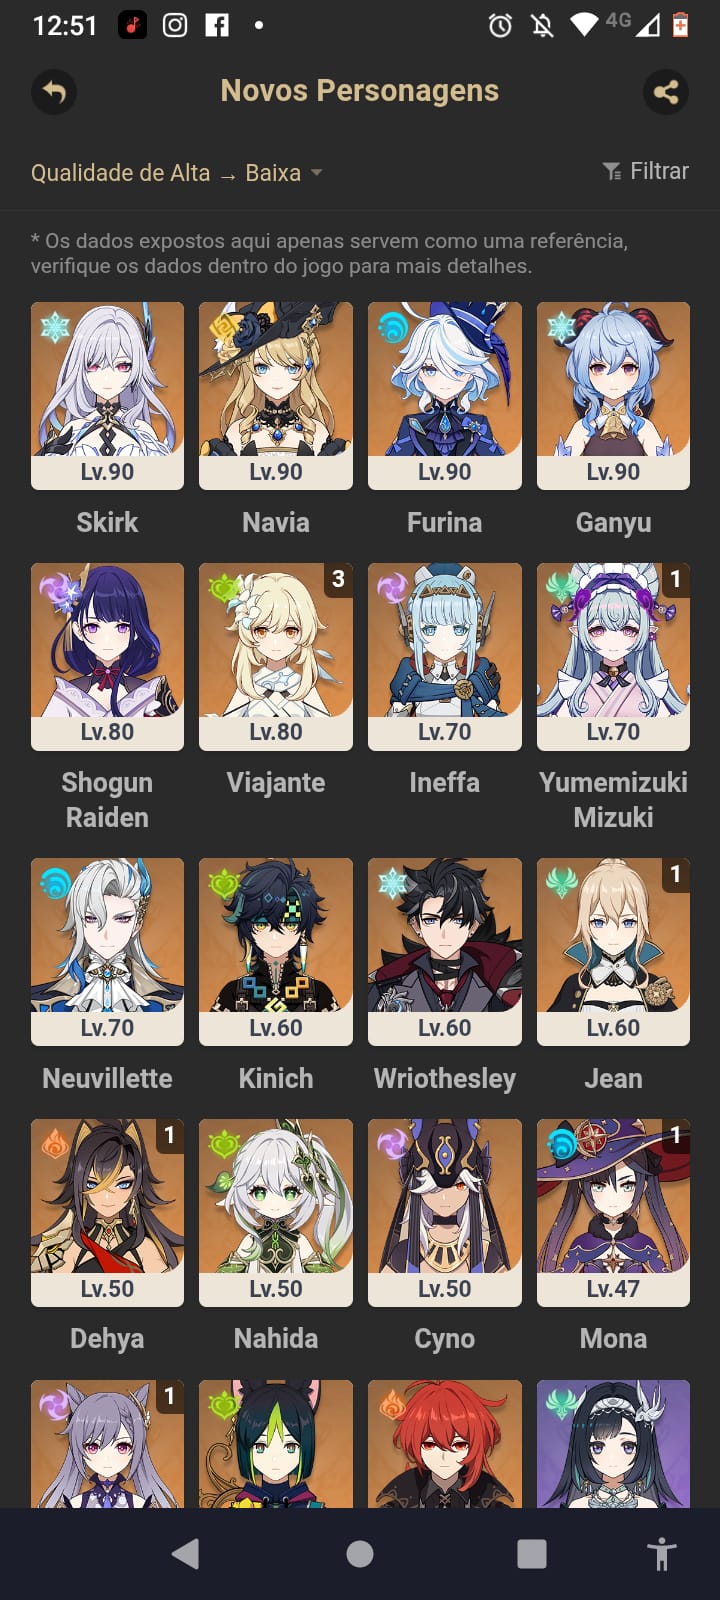 12:51
4G
Novos Personagens
Qualidade de Alta → Baixa
Filtrar
* Os dados expostos aqui apenas servem como uma referência,
verifique os dados dentro do jogo para mais detalhes.
Lv.90 Lv.90 Lv.90 Lv.90
Skirk Navia Furina Ganyu
3 1
Lv.80 Lv.80 Lv.70 Lv.70
Shogun Viajante Ineffa Yumemizuki
Raiden Mizuki
1
Lv.70 Lv.60 Lv.60 Lv.60
Neuvillette Kinich Wriothesley Jean
1 1
Lv.50 Lv.50 Lv.50 Lv.47
Dehya Nahida Cyno Mona
1